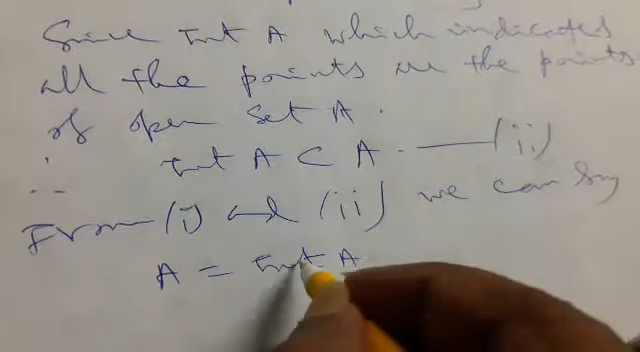 Since Int A which indicates
all the points in the points
of open set A.
∴ Int A ⊂ A. —— (ii)
From (i) and (ii) we can say
A = Int A